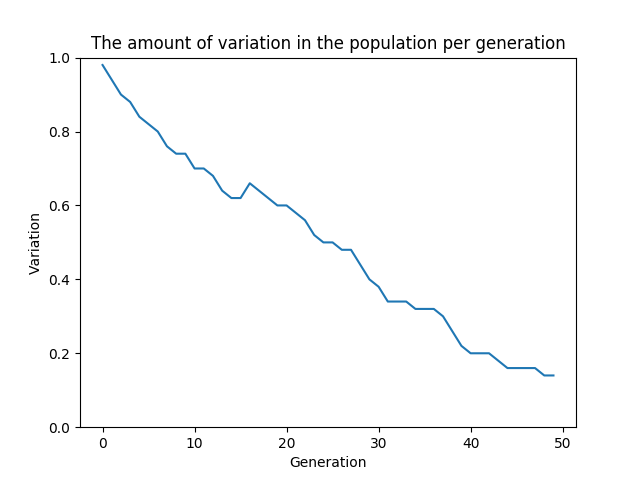 The amount of variation in the population per generation
1.0
0.8
0.6
0.4
0.2
0.0
Variation
0 10 20 30 40 50
Generation